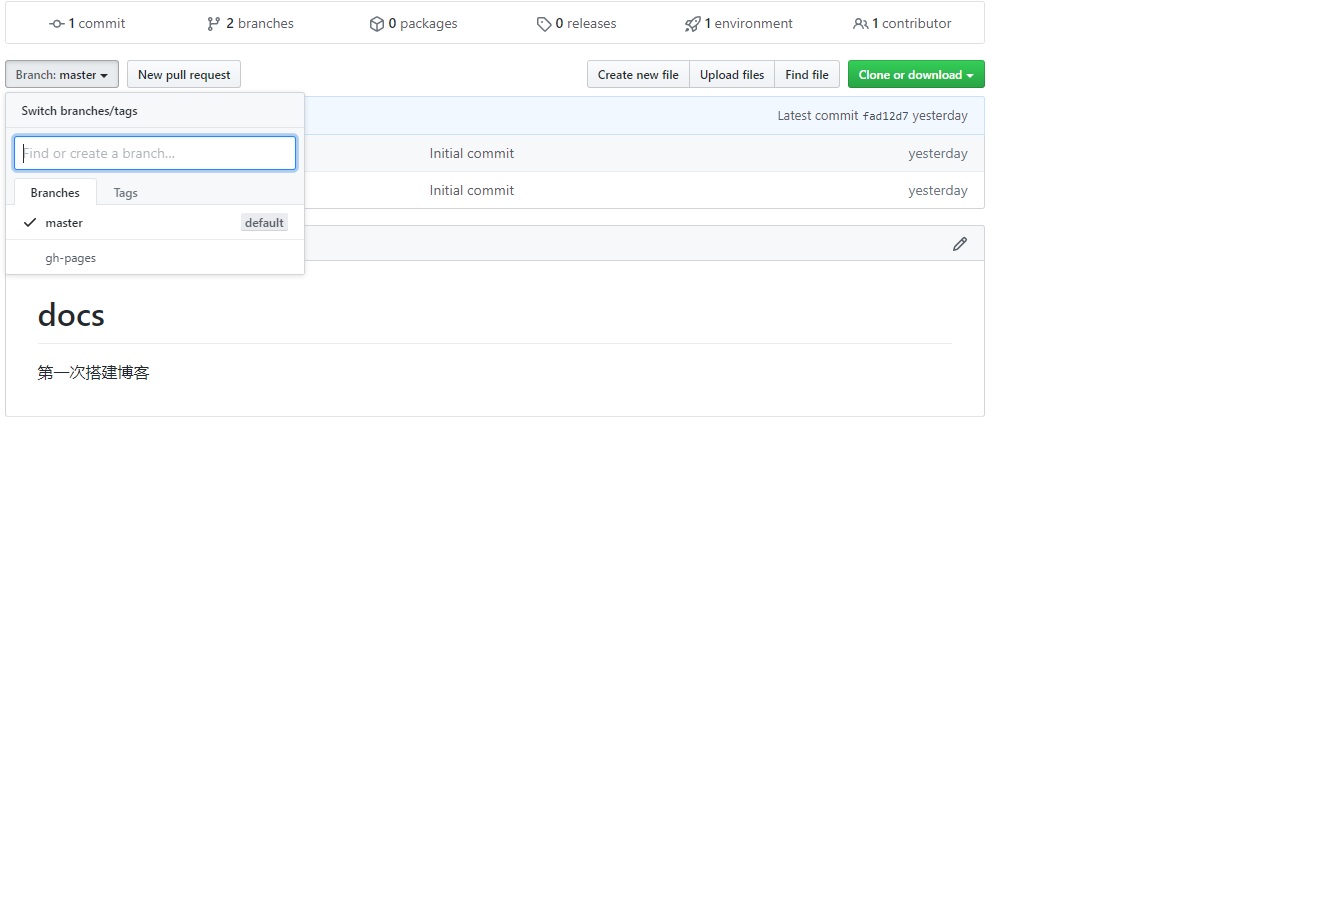 1 commit 2 branches 0 packages 0 releases 1 environment 1 contributor
Branch: master New pull request Create new file Upload files Find file Clone or download
Switch branches/tags
Latest commit fad12d7 yesterday
Find or create a branch...
Initial commit yesterday
Branches Tags
Initial commit yesterday
master default
gh-pages
docs
第一次搭建博客